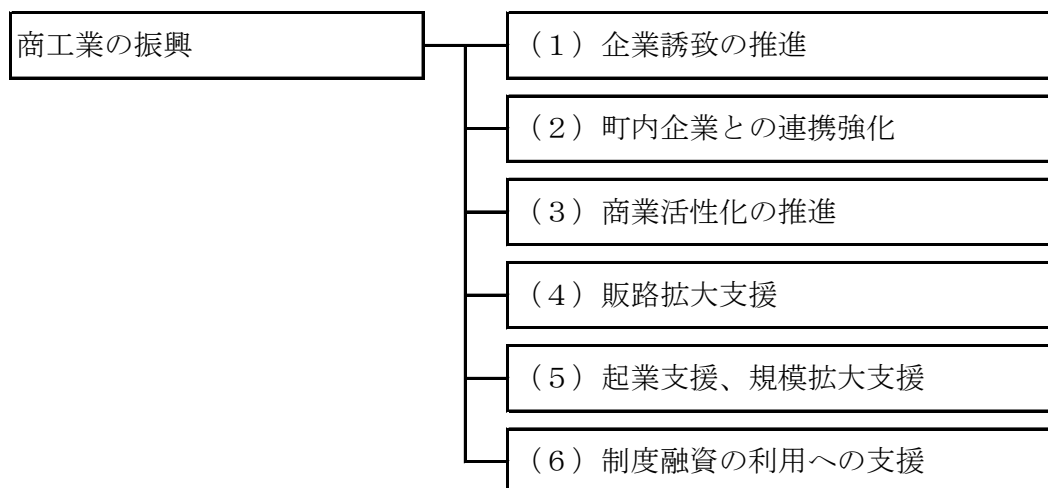 商工業の振興
（１）企業誘致の推進
（２）町内企業との連携強化
（３）商業活性化の推進
（４）販路拡大支援
（５）起業支援、規模拡大支援
（６）制度融資の利用への支援